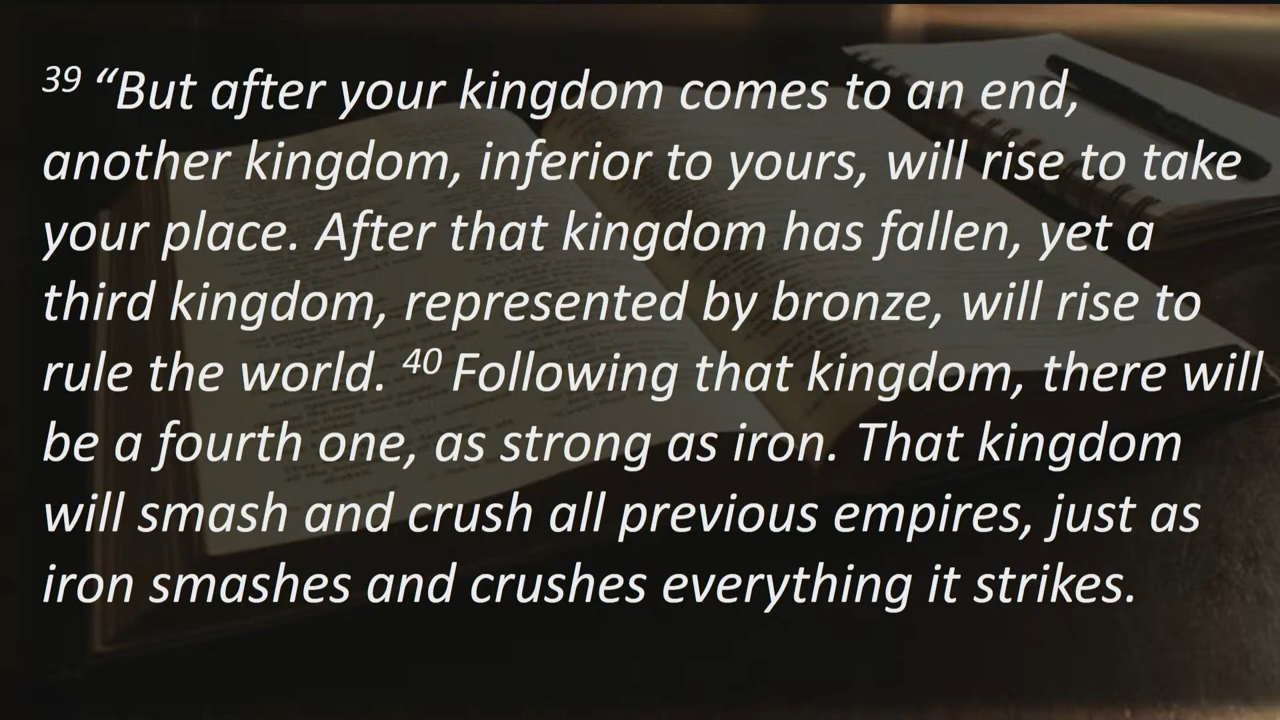 39 “But after your kingdom comes to an end,
another kingdom, inferior to yours, will rise to take
your place. After that kingdom has fallen, yet a
third kingdom, represented by bronze, will rise to
rule the world. 40 Following that kingdom, there will
be a fourth one, as strong as iron. That kingdom
will smash and crush all previous empires, just as
iron smashes and crushes everything it strikes.